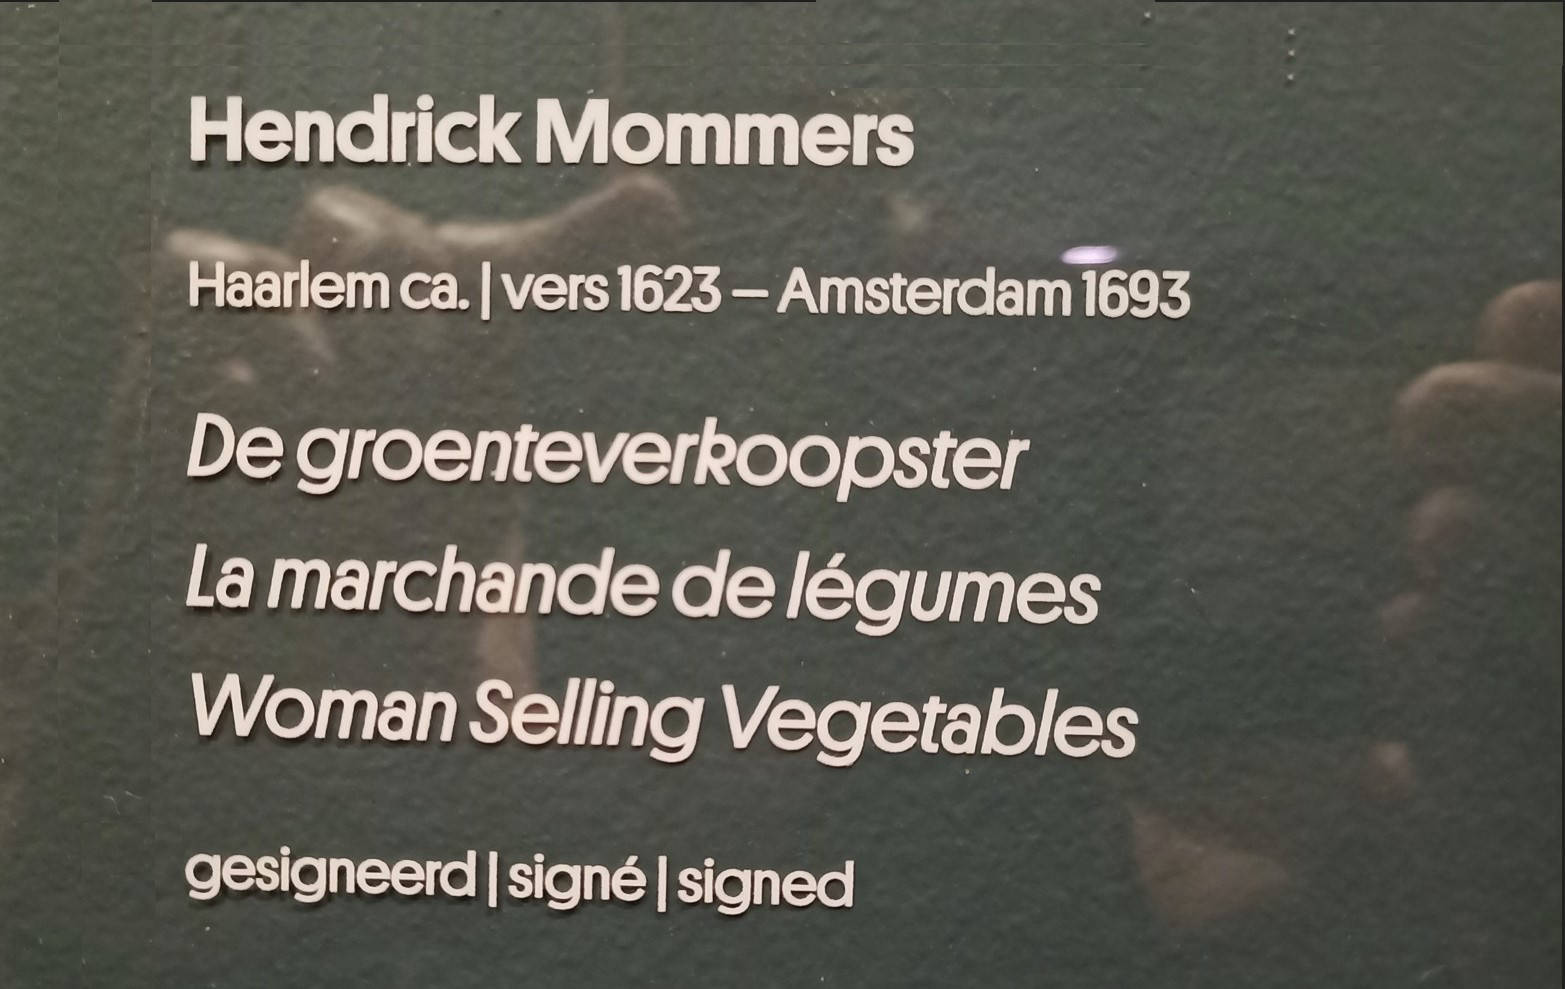 Hendrick Mommers
Haarlem ca. | vers 1623 – Amsterdam 1693
De groenteverkoopster
La marchande de légumes
Woman Selling Vegetables
gesigneerd | signé | signed